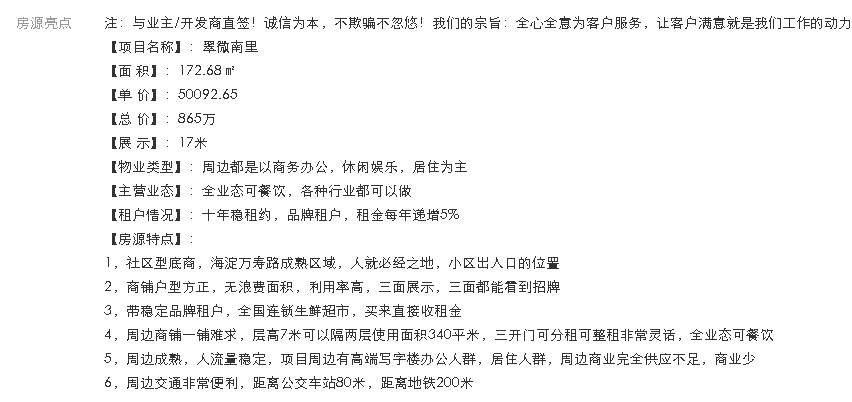 房源亮点
注：与业主/开发商直签！诚信为本，不欺骗不忽悠！我们的宗旨：全心全意为客户服务，让客户满意就是我们工作的动力
【项目名称】：翠微南里
【面 积】：172.68㎡
【单 价】：50092.65
【总 价】：865万
【展 示】：17米
【物业类型】：周边都是以商务办公，休闲娱乐，居住为主
【主营业态】：全业态可餐饮，各种行业都可以做
【租户情况】：十年稳租约，品牌租户，租金每年递增5%
【房源特点】：
1，社区型底商，海淀万寿路成熟区域，人就必经之地，小区出人口的位置
2，商铺户型方正，无浪费面积，利用率高，三面展示，三面都能看到招牌
3，带稳定品牌租户，全国连锁生鲜超市，买来直接收租金
4，周边商铺一铺难求，层高7米可以隔两层使用面积340平米，三开门可分租可整租非常灵活，全业态可餐饮
5，周边成熟，人流量稳定，项目周边有高端写字楼办公人群，居住人群，周边商业完全供应不足，商业少
6，周边交通非常便利，距离公交车站80米，距离地铁200米